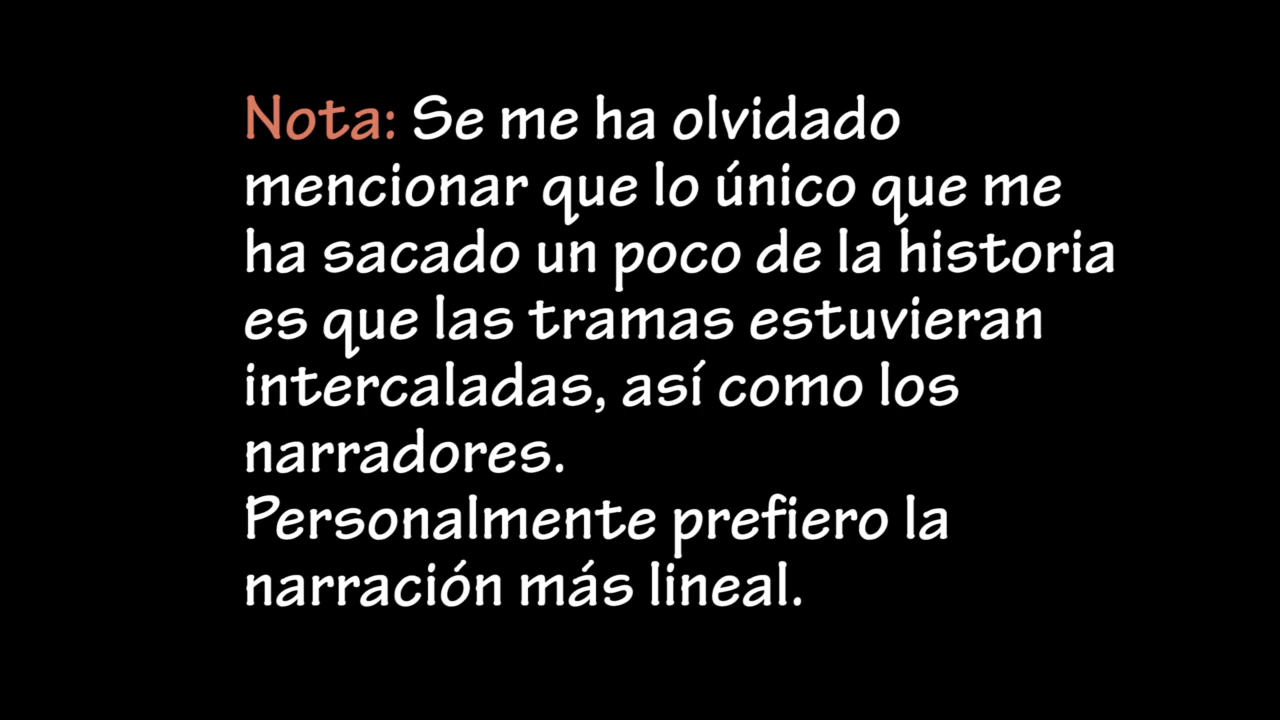 Nota: Se me ha olvidado
mencionar que lo único que me
ha sacado un poco de la historia
es que las tramas estuvieran
intercaladas, así como los
narradores.
Personalmente prefiero la
narración más lineal.